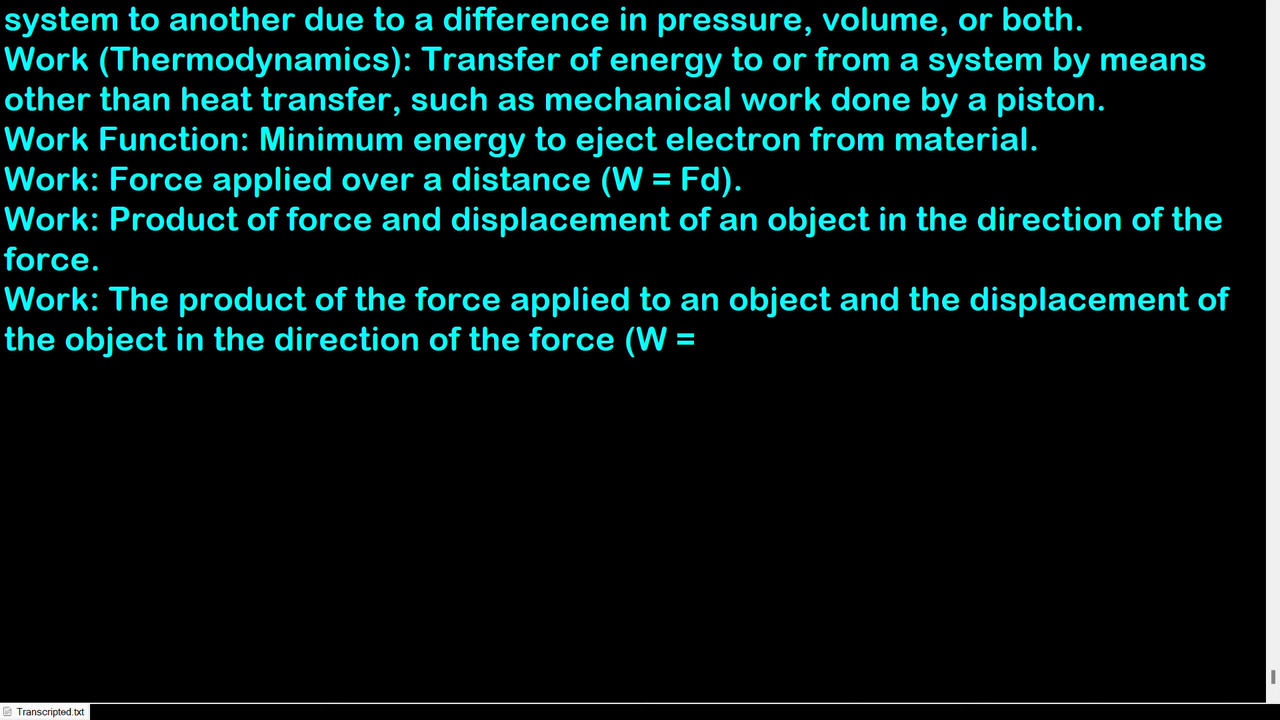 system to another due to a difference in pressure, volume, or both.
Work (Thermodynamics): Transfer of energy to or from a system by means
other than heat transfer, such as mechanical work done by a piston.
Work Function: Minimum energy to eject electron from material.
Work: Force applied over a distance (W = Fd).
Work: Product of force and displacement of an object in the direction of the
force.
Work: The product of the force applied to an object and the displacement of
the object in the direction of the force (W =
Transcripted.txt